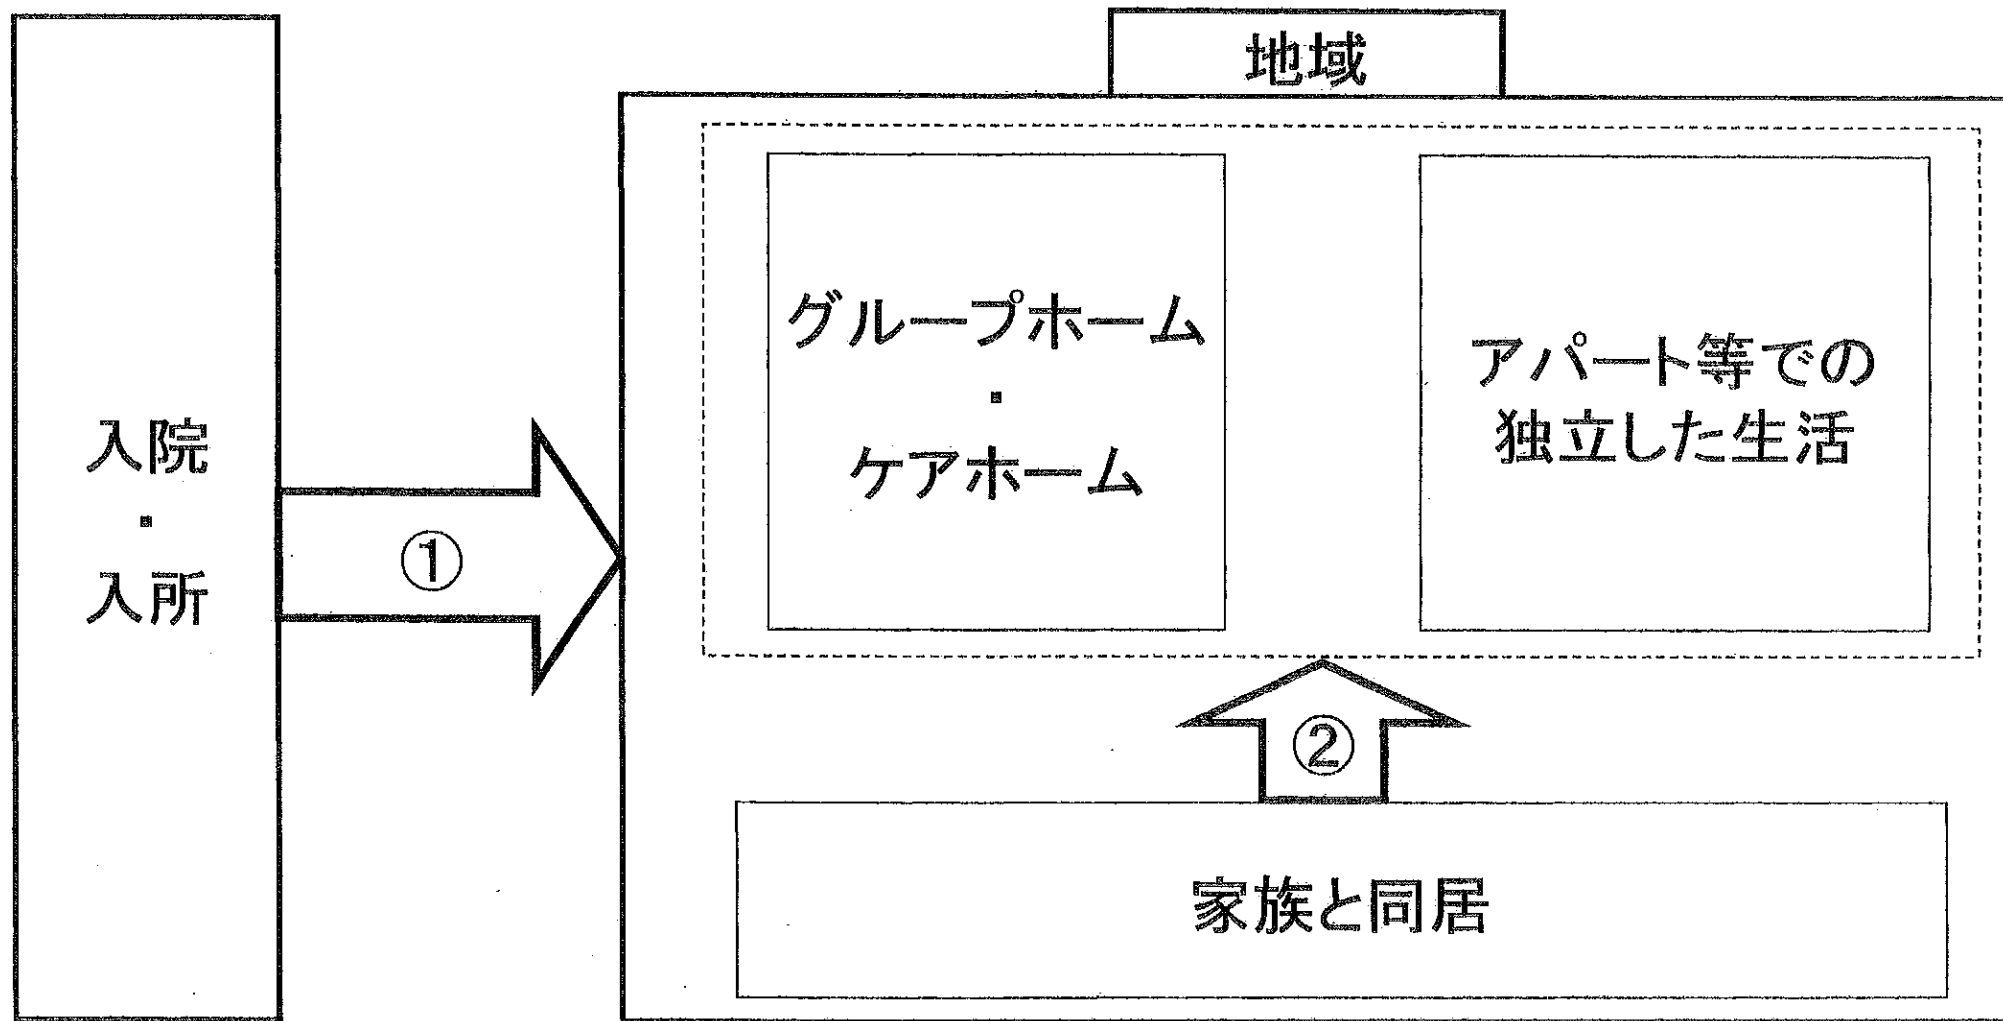 地域
入院
・
入所
①
グループホーム
・
ケアホーム
アパート等での
独立した生活
②
家族と同居